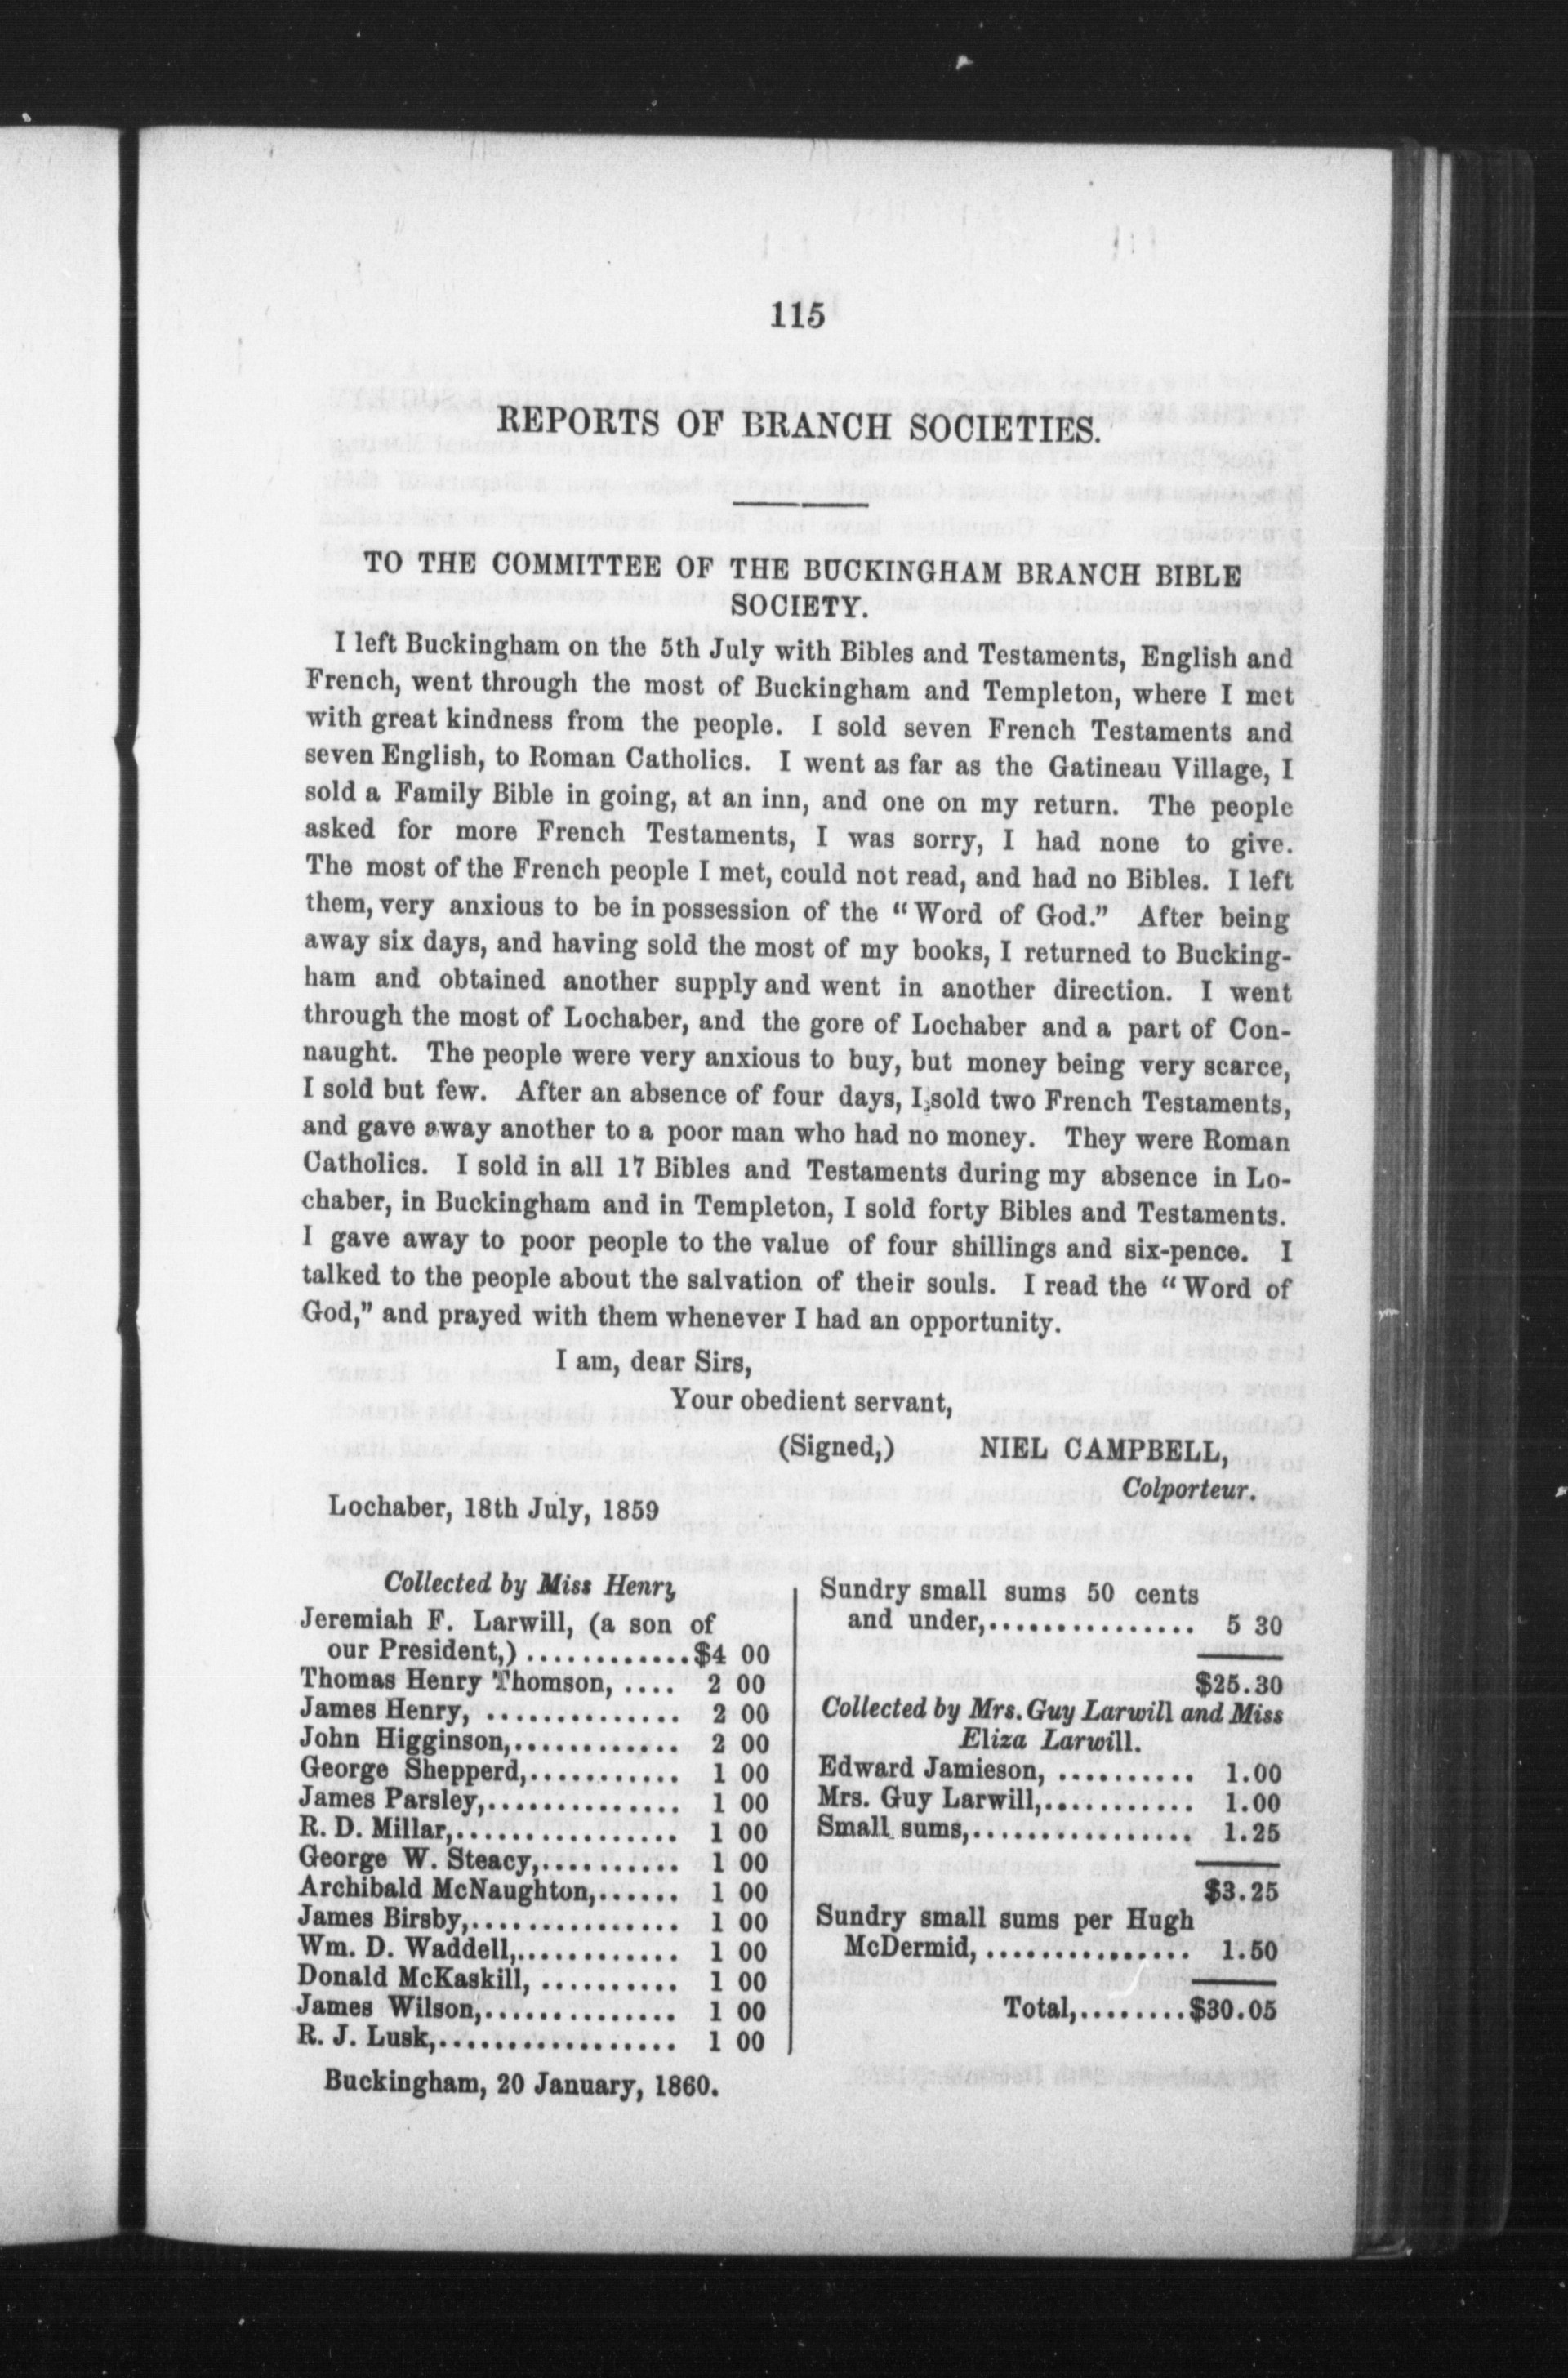 115
REPORTS OF BRANCH SOCIETIES.
TO THE COMMITTEE OF THE BUCKINGHAM BRANCH BIBLE
SOCIETY.
I left Buckingham on the 5th July with Bibles and Testaments, English and
French, went through the most of Buckingham and Templeton, where I met
with great kindness from the people. I sold seven French Testaments and
seven English, to Roman Catholics. I went as far as the Gatineau Village, I
sold a Family Bible in going, at an inn, and one on my return. The people
asked for more French Testaments, I was sorry, I had none to give.
The most of the French people I met, could not read, and had no Bibles. I left
them, very anxious to be in possession of the "Word of God." After being
away six days, and having sold the most of my books, I returned to Bucking-
ham and obtained another supply and went in another direction. I went
through the most of Lochaber, and the gore of Lochaber and a part of Con-
naught. The people were very anxious to buy, but money being very scarce,
I sold but few. After an absence of four days, I sold two French Testaments,
and gave away another to a poor man who had no money. They were Roman
Catholics. I sold in all 17 Bibles and Testaments during my absence in Lo-
chaber, in Buckingham and in Templeton, I sold forty Bibles and Testaments.
I gave away to poor people to the value of four shillings and six-pence. I
talked to the people about the salvation of their souls. I read the "Word of
God," and prayed with them whenever I had an opportunity.
I am, dear Sirs,
Your obedient servant,
(Signed,) NIEL CAMPBELL,
Colporteur.
Lochaber, 18th July, 1859
Collected by Miss Henry
Jeremiah F. Larwill, (a son of
our President,) ............$4 00
Thomas Henry Thomson, .... 2 00
James Henry, .............. 2 00
John Higginson,............ 2 00
George Shepperd,........... 1 00
James Parsley,.............. 1 00
R. D. Millar,................ 1 00
George W. Steacy,.......... 1 00
Archibald McNaughton,...... 1 00
James Birsby,............... 1 00
Wm. D. Waddell,............ 1 00
Donald McKaskill, .......... 1 00
James Wilson,.............. 1 00
R. J. Lusk,................. 1 00
Buckingham, 20 January, 1860.
Sundry small sums 50 cents
and under,............... 5 30
$25.30
Collected by Mrs. Guy Larwill and Miss
Eliza Larwill.
Edward Jamieson, .......... 1.00
Mrs. Guy Larwill,........... 1.00
Small sums,................ 1.25
$3.25
Sundry small sums per Hugh
McDermid, ............... 1.50
Total,........$30.05